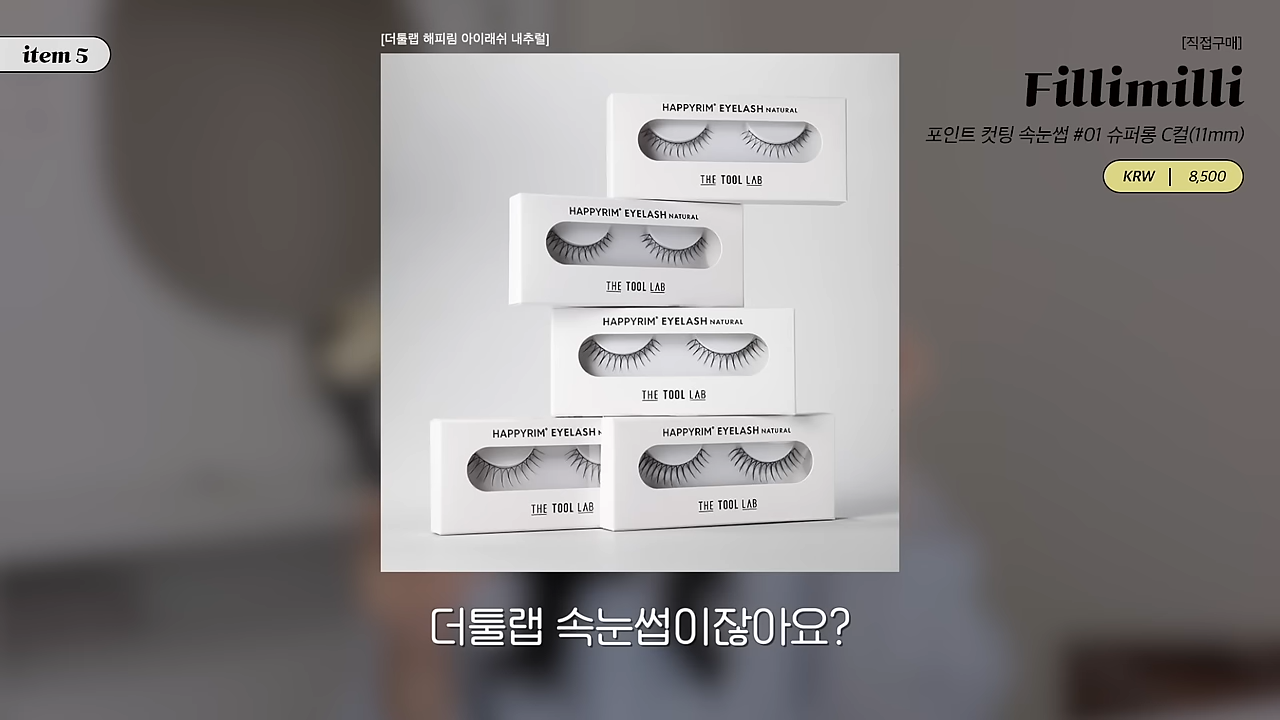 item 5
[더툴랩 해피림 아이래쉬 내추럴]
[직접구매]
Fillimilli
포인트 컷팅 속눈썹 #01 슈퍼롱 C컬(11mm)
KRW | 8,500
HAPPYRIM® EYELASH NATURAL
THE TOOL LAB
HAPPYRIM® EYELASH NATURAL
THE TOOL LAB
HAPPYRIM® EYELASH NATURAL
THE TOOL LAB
HAPPYRIM® EYELASH
THE TOOL LAB
HAPPYRIM® EYELASH NATURAL
THE TOOL LAB
더툴랩 속눈썹이잖아요?